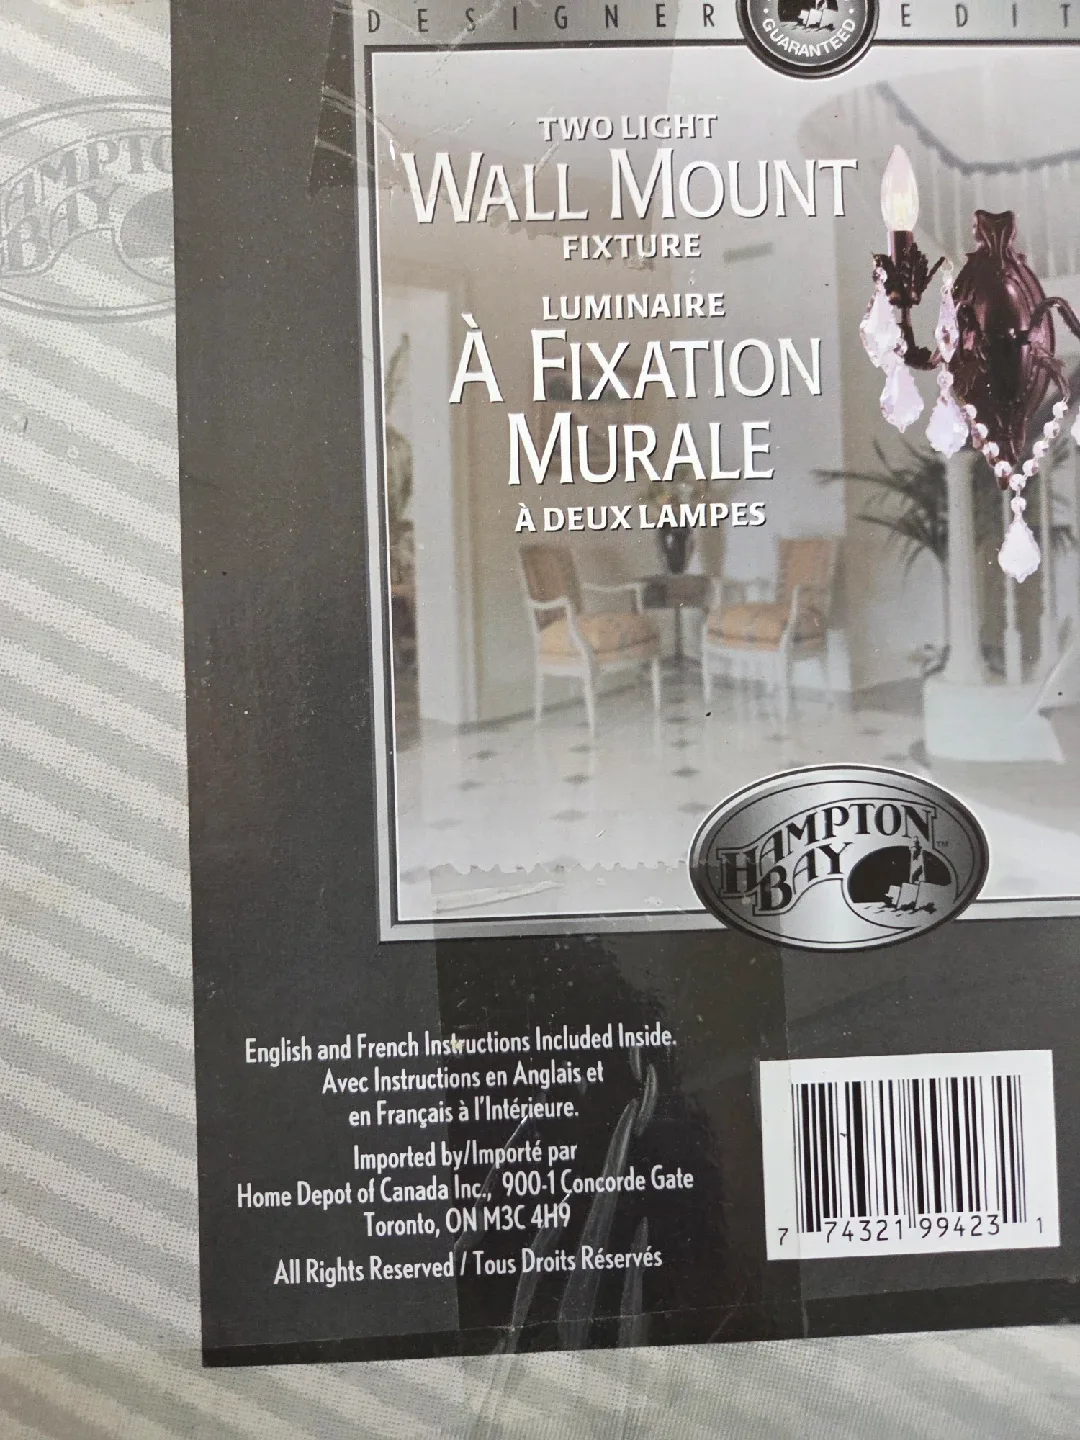 DESIGNER EDIT
GUARANTEED
TWO LIGHT
WALL MOUNT
FIXTURE
LUMINAIRE
À FIXATION
MURALE
À DEUX LAMPES
HAMPTON
BAY
HAMPTON
BAY™
English and French Instructions Included Inside.
Avec Instructions en Anglais et
en Français à l'Intérieure.
Imported by/Importé par
Home Depot of Canada Inc., 900-1 Concorde Gate
Toronto, ON M3C 4H9
All Rights Reserved / Tous Droits Réservés
7 74321 99423 1